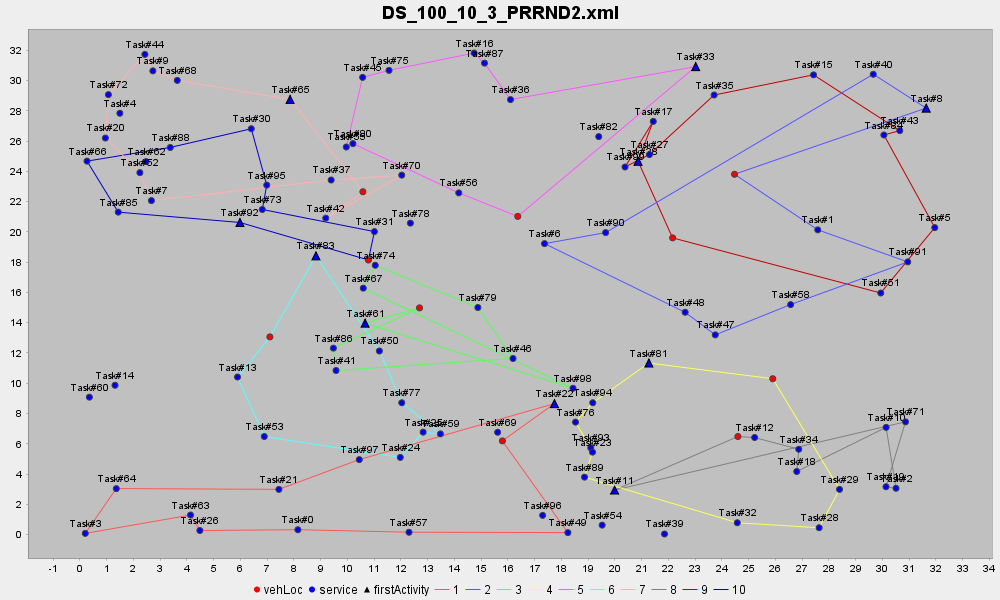 DS_100_10_3_PRRND2.xml
32
30
28
26
24
22
20
18
16
14
12
10
8
6
4
2
0
Task#44
Task#9
Task#68
Task#72
Task#4
Task#65
Task#20
Task#30
Task#88
Task#66
Task#62
Task#52
Task#95
Task#7
Task#73
Task#85
Task#92
Task#16
Task#87
Task#75
Task#45
Task#36
Task#33
Task#80
Task#70
Task#37
Task#56
Task#42
Task#78
Task#31
Task#74
Task#83
Task#82
Task#17
Task#27
Task#35
Task#15
Task#40
Task#8
Task#43
Task#5
Task#1
Task#90
Task#6
Task#91
Task#51
Task#58
Task#48
Task#47
Task#67
Task#79
Task#61
Task#86
Task#50
Task#41
Task#46
Task#13
Task#14
Task#60
Task#77
Task#98
Task#22
Task#94
Task#76
Task#81
Task#53
Task#59
Task#69
Task#97
Task#24
Task#93
Task#23
Task#89
Task#11
Task#12
Task#34
Task#18
Task#10
Task#71
Task#2
Task#29
Task#64
Task#21
Task#63
Task#3
Task#26
Task#0
Task#57
Task#96
Task#49
Task#54
Task#39
Task#32
Task#28
-1 0 1 2 3 4 5 6 7 8 9 10 11 12 13 14 15 16 17 18 19 20 21 22 23 24 25 26 27 28 29 30 31 32 33 34
vehLoc service firstActivity 1 2 3 4 5 6 7 8 9 10